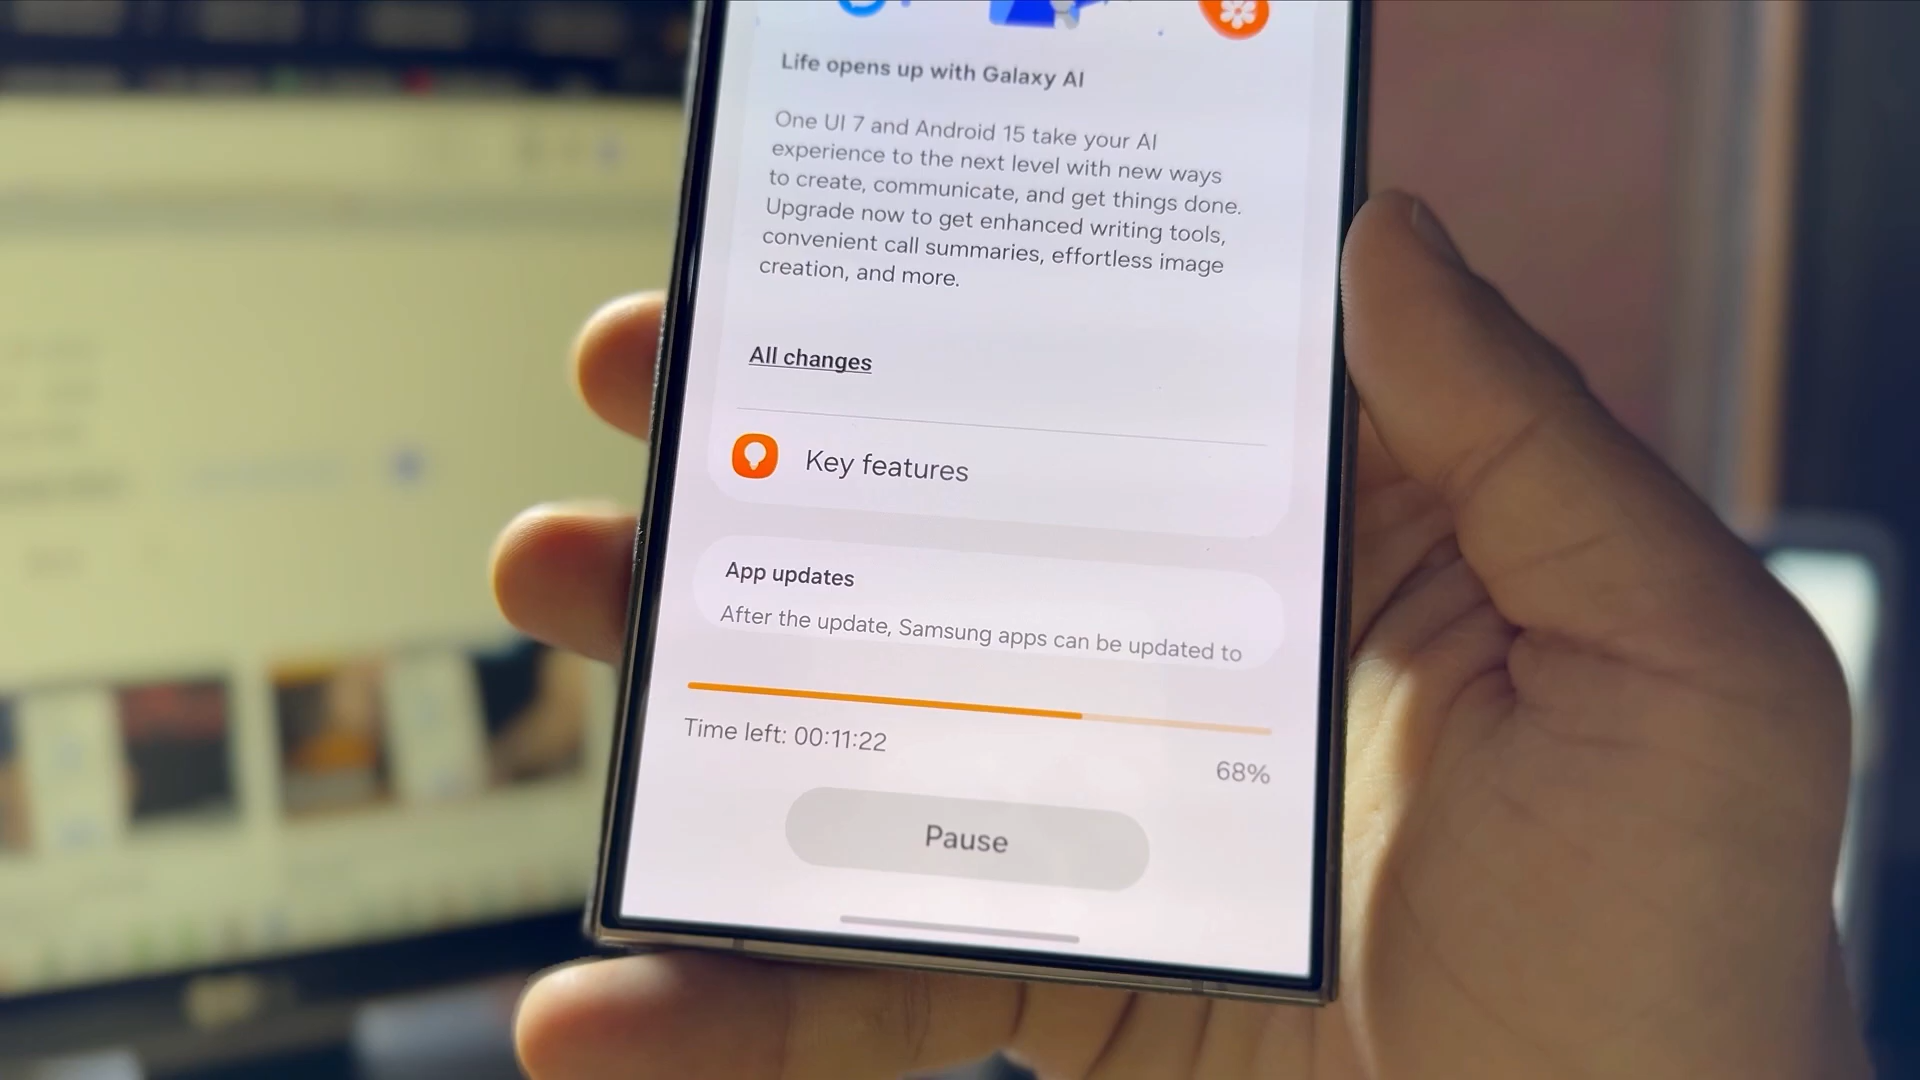 Life opens up with Galaxy AI
One UI 7 and Android 15 take your AI
experience to the next level with new ways
to create, communicate, and get things done.
Upgrade now to get enhanced writing tools,
convenient call summaries, effortless image
creation, and more.
All changes
Key features
App updates
After the update, Samsung apps can be updated to
Time left: 00:11:22
68%
Pause